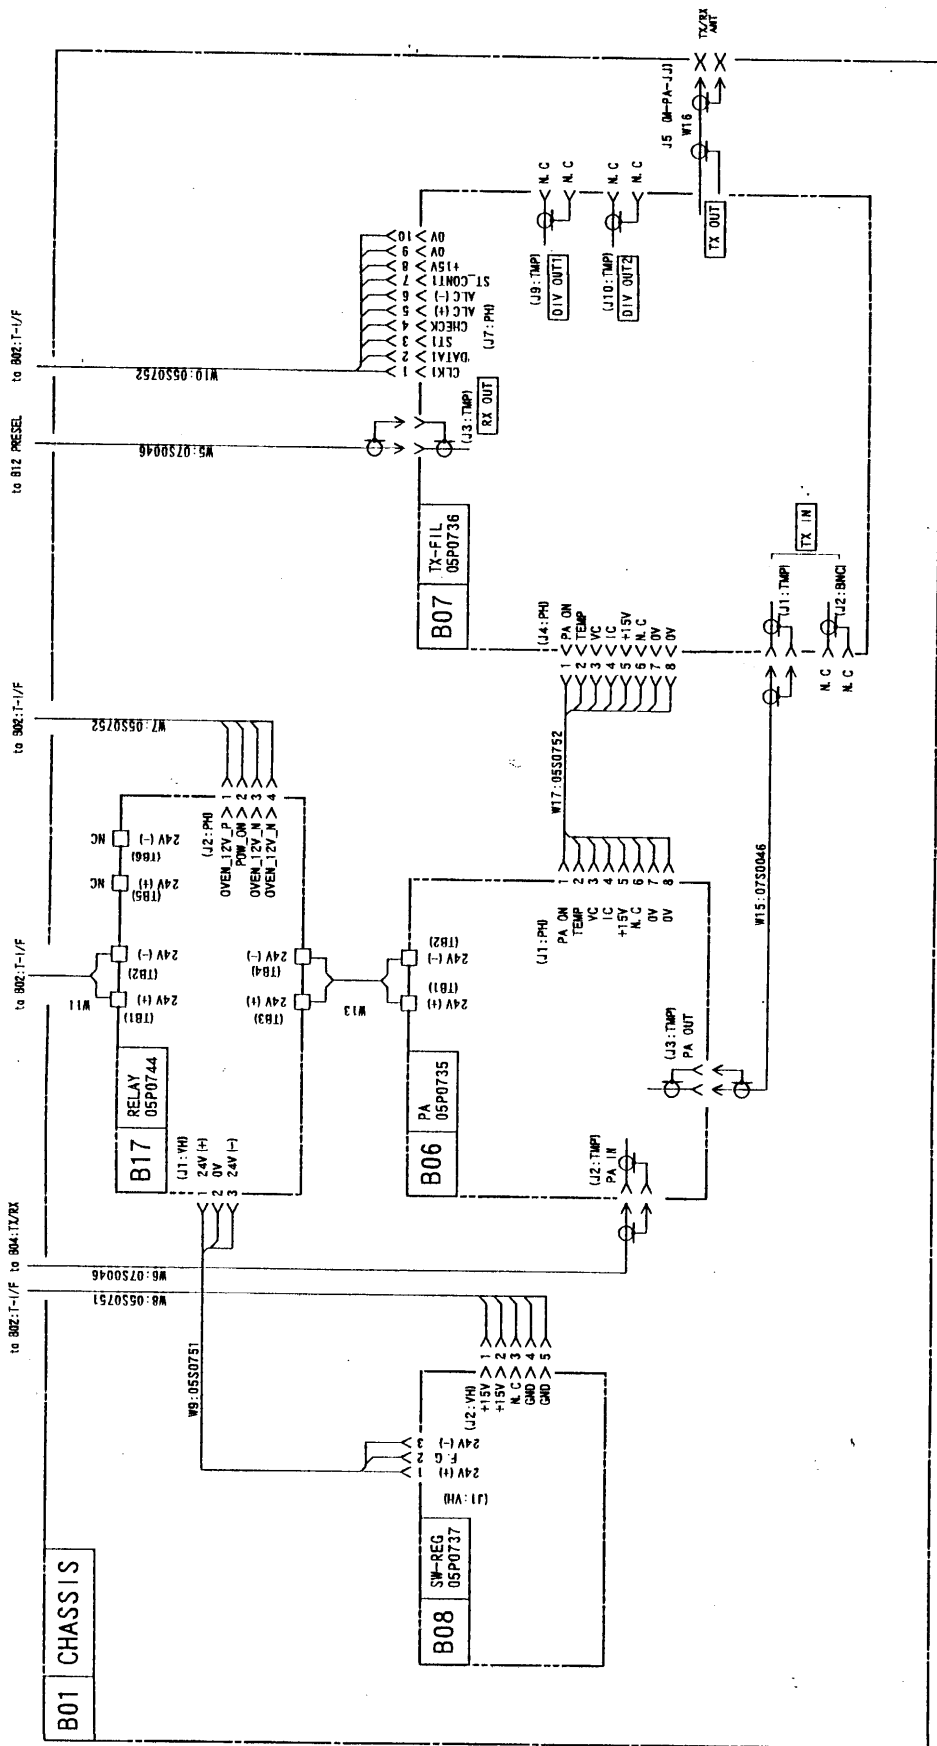 B01 CHASSIS
to B02:T-I/F
to B04:TX/RX
to B02:T-I/F
to B02:T-I/F
to B12 PRESEL
to B02:T-I/F
W8:05S0751
W6:07S0046
W11
W7:05S0752
W5:07S0046
W10:05S0752
B08
SW-REG
05P0737
(J1:VH)
1 24V(+)
2 F.G
3 24V(-)
(J2:VH)
+15V 1
+15V 2
N.C 3
GND 4
GND 5
W9:05S0751
B17
RELAY
05P0744
(J1:VH)
1 24V(+)
2 0V
3 24V(-)
(TB1)
24V(+)
(TB2)
24V(-)
(TB5)
24V(+)
NC
(TB6)
24V(-)
NC
(J2:PH)
OVEN_12V_P 1
POW_ON 2
OVEN_12V_N 3
OVEN_12V_N 4
24V(+)
(TB3)
24V(-)
(TB4)
W13
B06
PA
05P0735
24V(+)
(TB1)
24V(-)
(TB2)
(J1:PH)
PA ON 1
TEMP 2
VC 3
IC 4
+15V 5
N.C 6
0V 7
0V 8
(J2:TMP)
PA IN
(J3:TMP)
PA OUT
W17:05S0752
W15:07S0046
B07
TX-FIL
05P0736
(J4:PH)
1 PA ON
2 TEMP
3 VC
4 IC
5 +15V
6 N.C
7 0V
8 0V
(J1:TMP)
TX IN
(J2:BNC)
N.C
N.C
(J3:TMP)
RX OUT
(J7:PH)
1 CLK1
2 DATA1
3 ST1
4 CHECK
5 ALC(+)
6 ALC(-)
7 ST_CONT1
8 +15V
9 0V
10 0V
(J9:TMP)
DIV OUT1
N.C
N.C
(J10:TMP)
DIV OUT2
N.C
N.C
TX OUT
W16
J5 (M-PA-JJ)
TX/RX
ANT